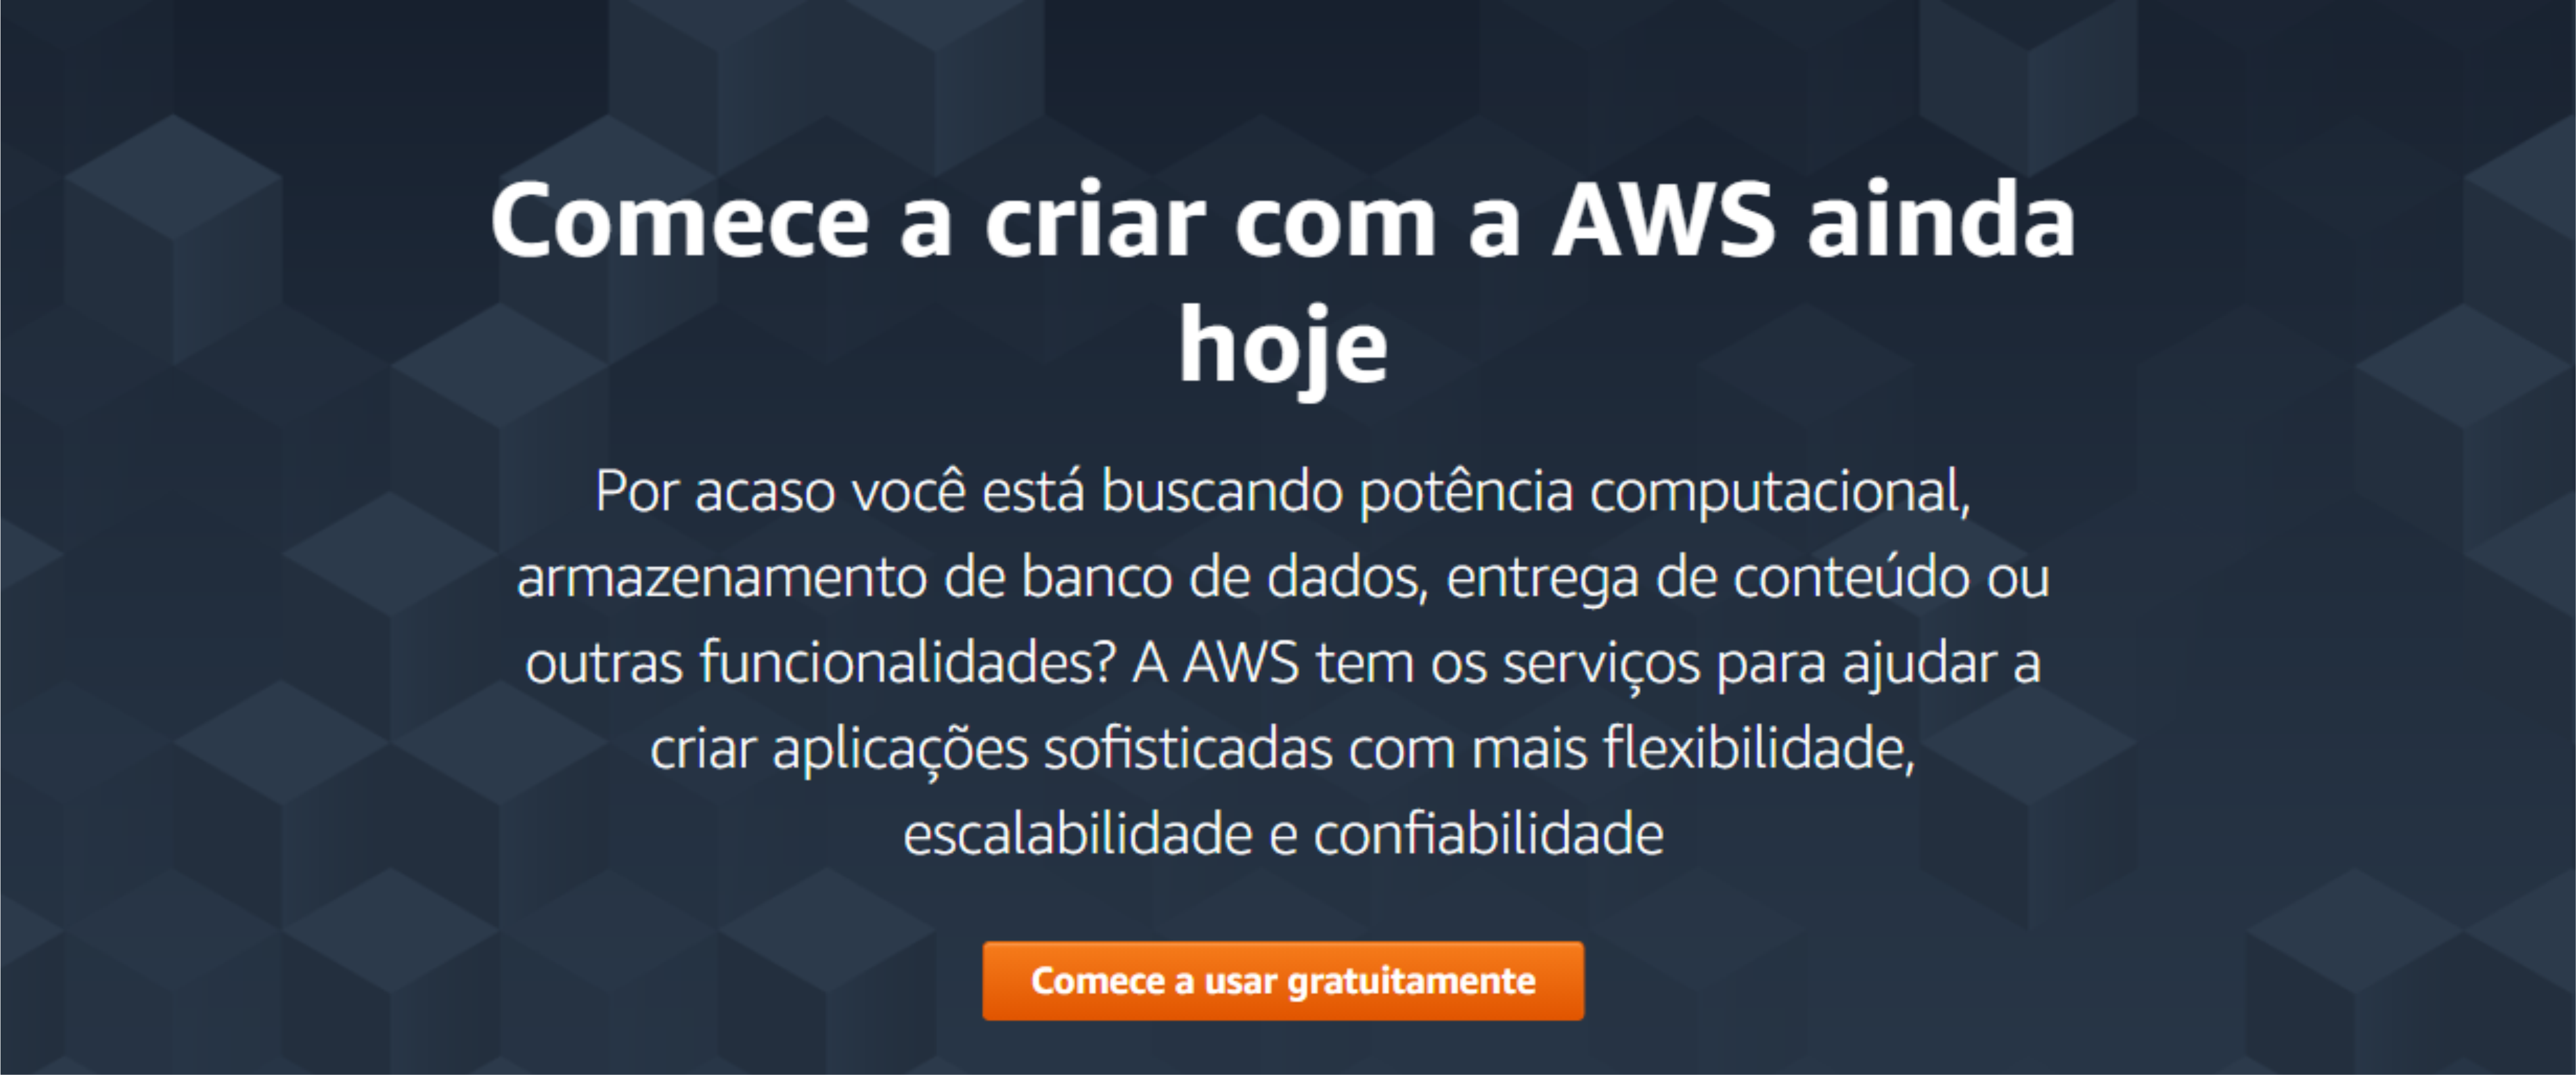 Comece a criar com a AWS ainda
hoje
Por acaso você está buscando potência computacional,
armazenamento de banco de dados, entrega de conteúdo ou
outras funcionalidades? A AWS tem os serviços para ajudar a
criar aplicações sofisticadas com mais flexibilidade,
escalabilidade e confiabilidade
Comece a usar gratuitamente